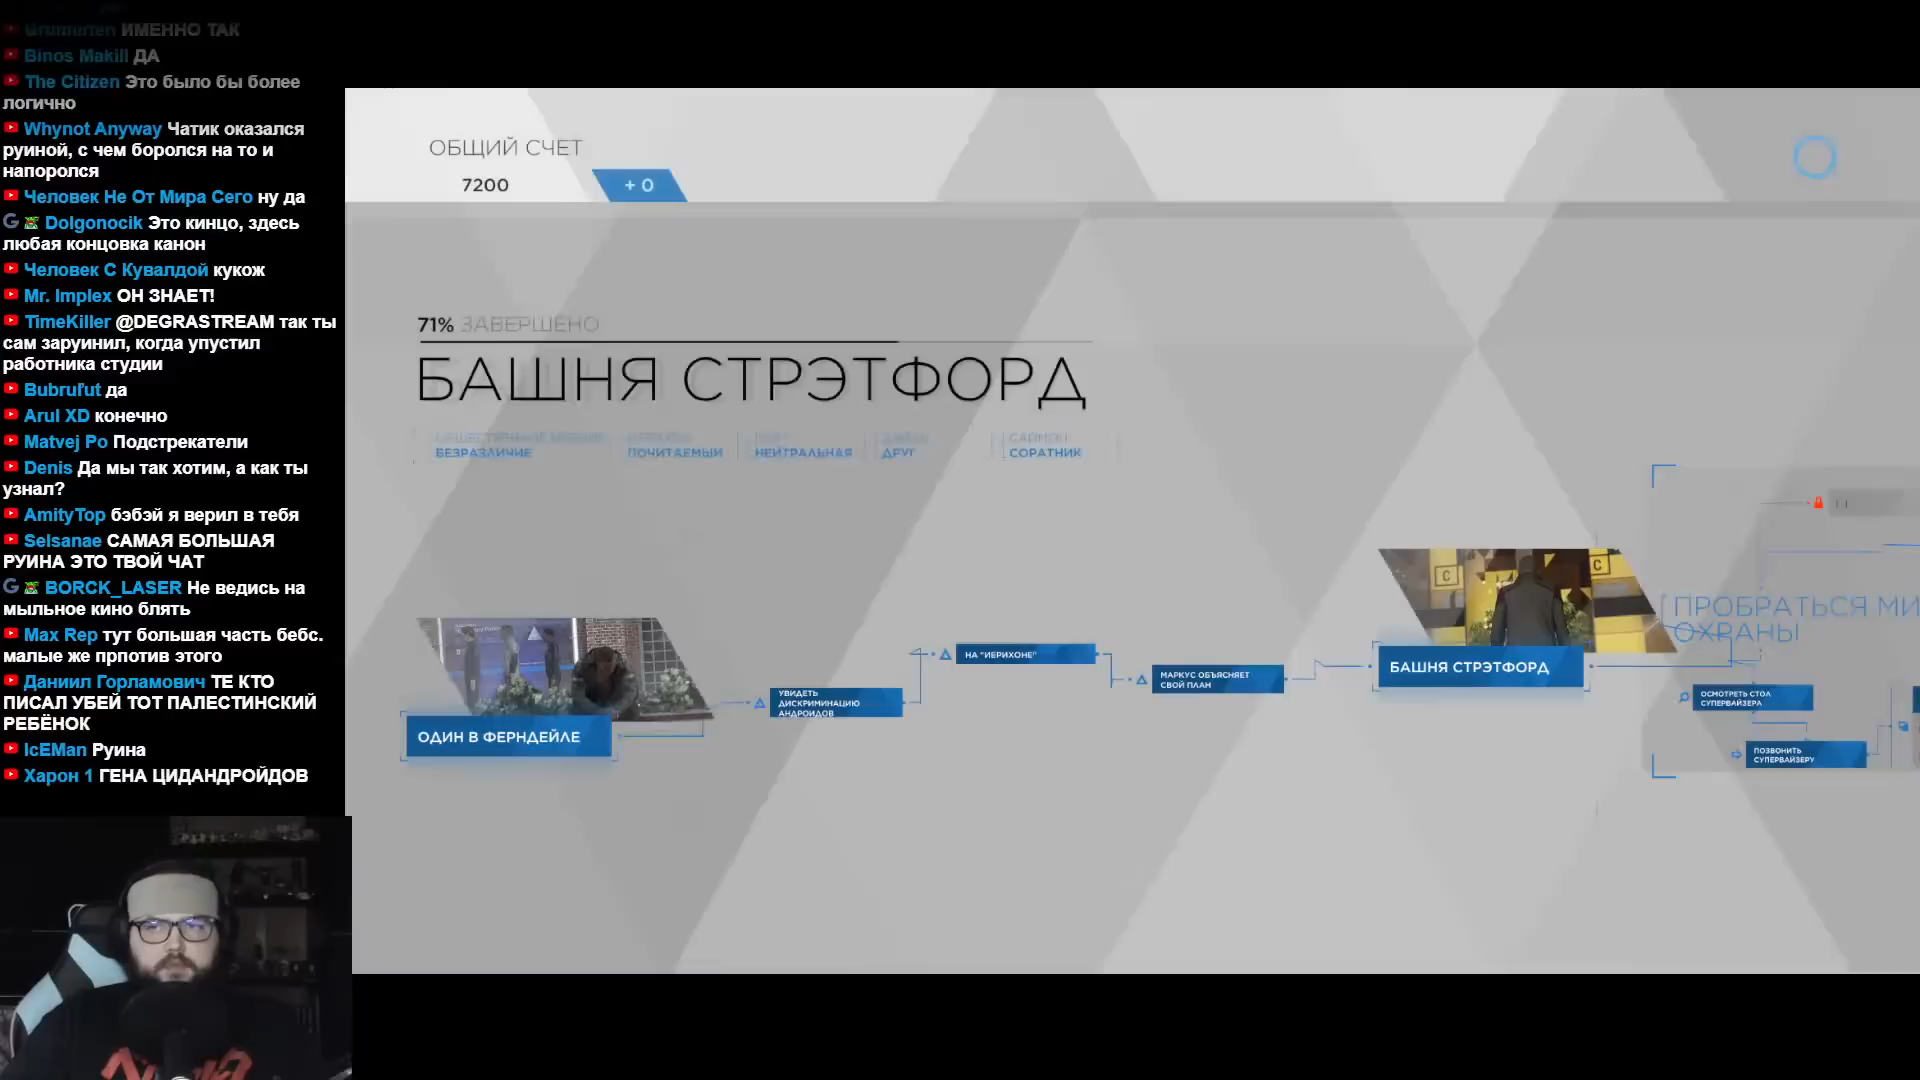 Grumerten ИМЕННО ТАК
Binos Makill ДА
The Citizen Это было бы более
логично
Whynot Anyway Чатик оказался
руиной, с чем боролся на то и
напоролся
Человек Не От Мира Сего ну да
Dolgonocik Это кинцо, здесь
любая концовка канон
Человек С Кувалдой кукож
Mr. Implex ОН ЗНАЕТ!
TimeKiller @DEGRASTREAM так ты
сам заруинил, когда упустил
работника студии
Bubruľut да
Arul XD конечно
Matvej Po Подстрекатели
Denis Да мы так хотим, а как ты
узнал?
AmityTop бэбэй я верил в тебя
Selsanae САМАЯ БОЛЬШАЯ
РУИНА ЭТО ТВОЙ ЧАТ
BORCK_LASER Не ведись на
мыльное кино блять
Max Rep тут большая часть бебс.
малые же прпотив этого
Даниил Горламович ТЕ КТО
ПИСАЛ УБЕЙ ТОТ ПАЛЕСТИНСКИЙ
РЕБЁНОК
IcEMan Руина
Харон 1 ГЕНА ЦИДАНДРОЙДОВ
ОБЩИЙ СЧЕТ
7200
+ 0
71% ЗАВЕРШЕНО
БАШНЯ СТРЭТФОРД
ОБЩЕСТВЕННОЕ МНЕНИЕ
БЕЗРАЗЛИЧИЕ
ПОЧИТАЕМЫЙ
НЕЙТРАЛЬНАЯ
ДРУГ
САЙМОН
СОРАТНИК
ОДИН В ФЕРНДЕЙЛЕ
УВИДЕТЬ
ДИСКРИМИНАЦИЮ
АНДРОИДОВ
НА "ИЕРИХОНЕ"
МАРКУС ОБЪЯСНЯЕТ
СВОЙ ПЛАН
C
C
БАШНЯ СТРЭТФОРД
ПРОБРАТЬСЯ МИ
ОХРАНЫ
ОСМОТРЕТЬ СТОЛ
СУПЕРВАЙЗЕРА
ПОЗВОНИТЬ
СУПЕРВАЙЗЕРУ